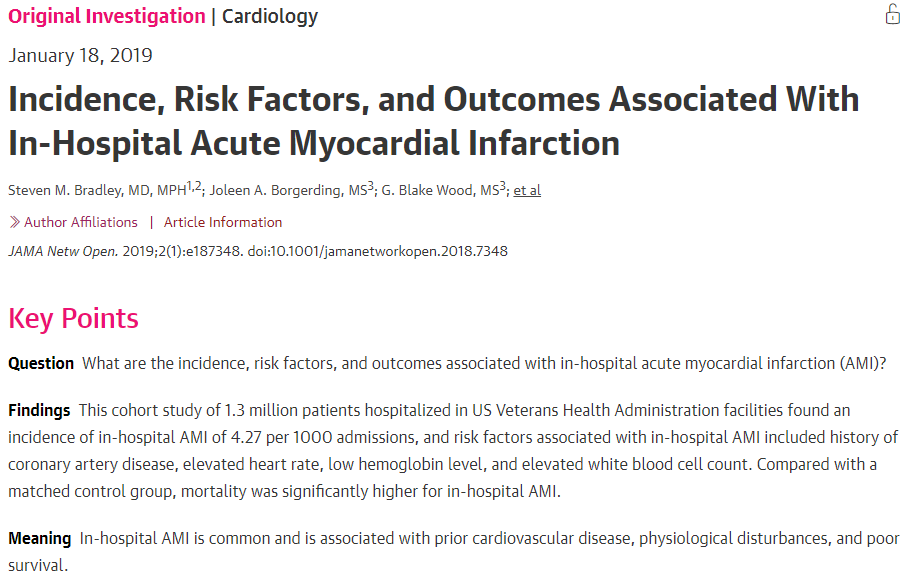 Original Investigation | Cardiology
January 18, 2019
Incidence, Risk Factors, and Outcomes Associated With
In-Hospital Acute Myocardial Infarction
Steven M. Bradley, MD, MPH1,2; Joleen A. Borgerding, MS3; G. Blake Wood, MS3; et al
Author Affiliations | Article Information
JAMA Netw Open. 2019;2(1):e187348. doi:10.1001/jamanetworkopen.2018.7348
Key Points
Question What are the incidence, risk factors, and outcomes associated with in-hospital acute myocardial infarction (AMI)?
Findings This cohort study of 1.3 million patients hospitalized in US Veterans Health Administration facilities found an
incidence of in-hospital AMI of 4.27 per 1000 admissions, and risk factors associated with in-hospital AMI included history of
coronary artery disease, elevated heart rate, low hemoglobin level, and elevated white blood cell count. Compared with a
matched control group, mortality was significantly higher for in-hospital AMI.
Meaning In-hospital AMI is common and is associated with prior cardiovascular disease, physiological disturbances, and poor
survival.